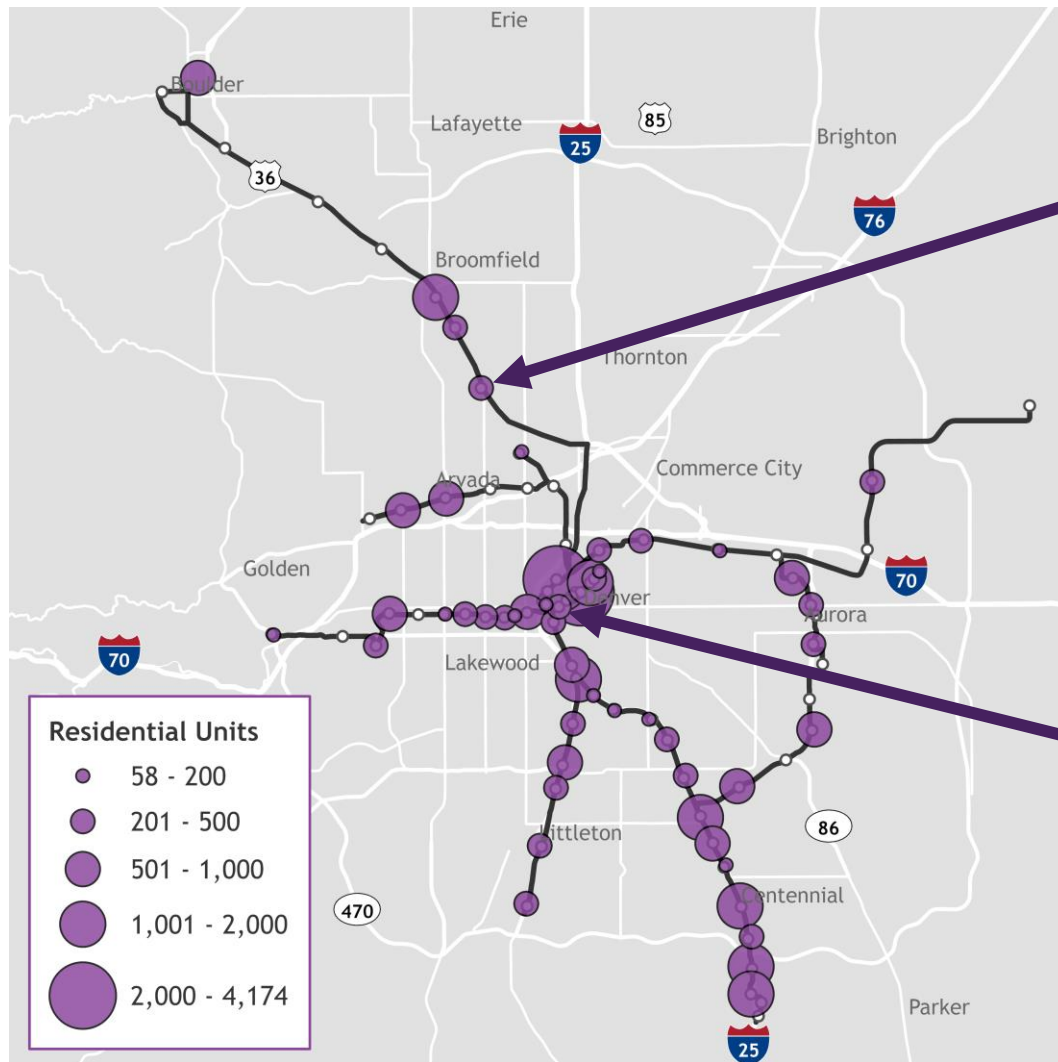 Erie
Boulder
85
Lafayette
25
Brighton
36
76
Broomfield
Thornton
Arvada
Commerce City
Golden
70
Denver
Aurora
70
Lakewood
Residential Units
58 - 200
201 - 500
501 - 1,000
1,001 - 2,000
2,000 - 4,174
Littleton
86
Centennial
470
Parker
25